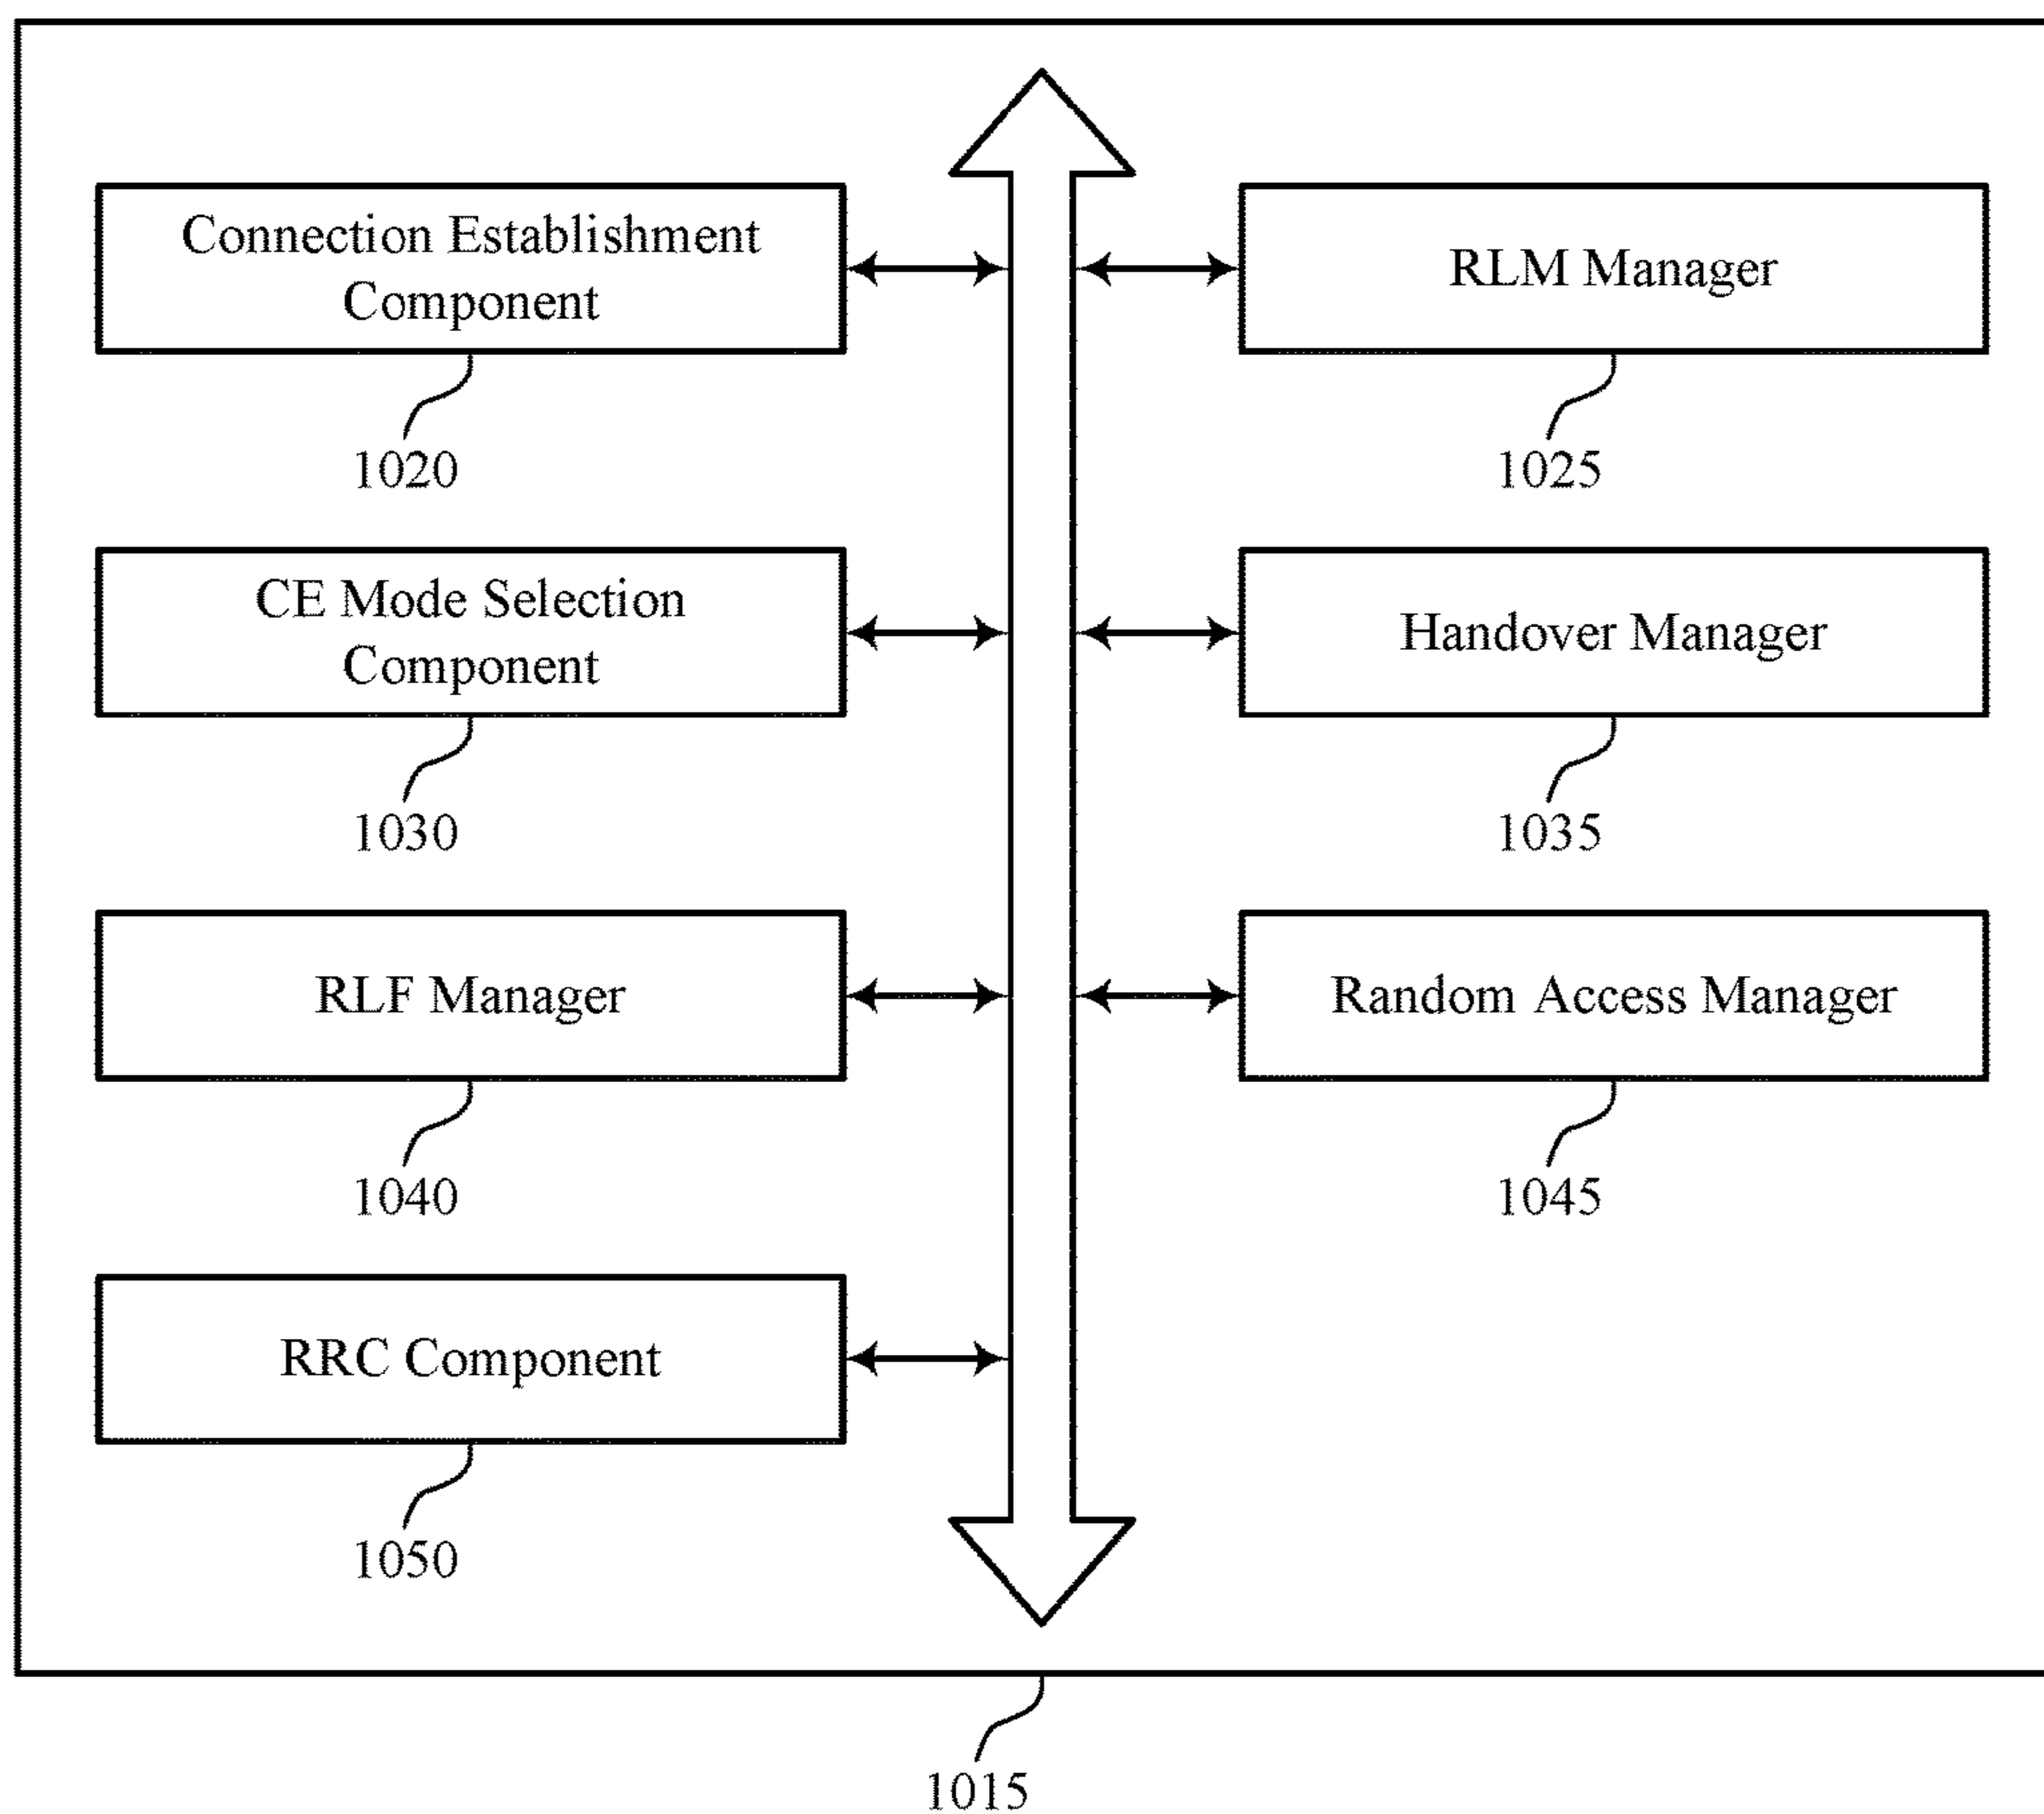 Connection Establishment
Component
1020
RLM Manager
1025
CE Mode Selection
Component
1030
Handover Manager
1035
RLF Manager
1040
Random Access Manager
1045
RRC Component
1050
1015